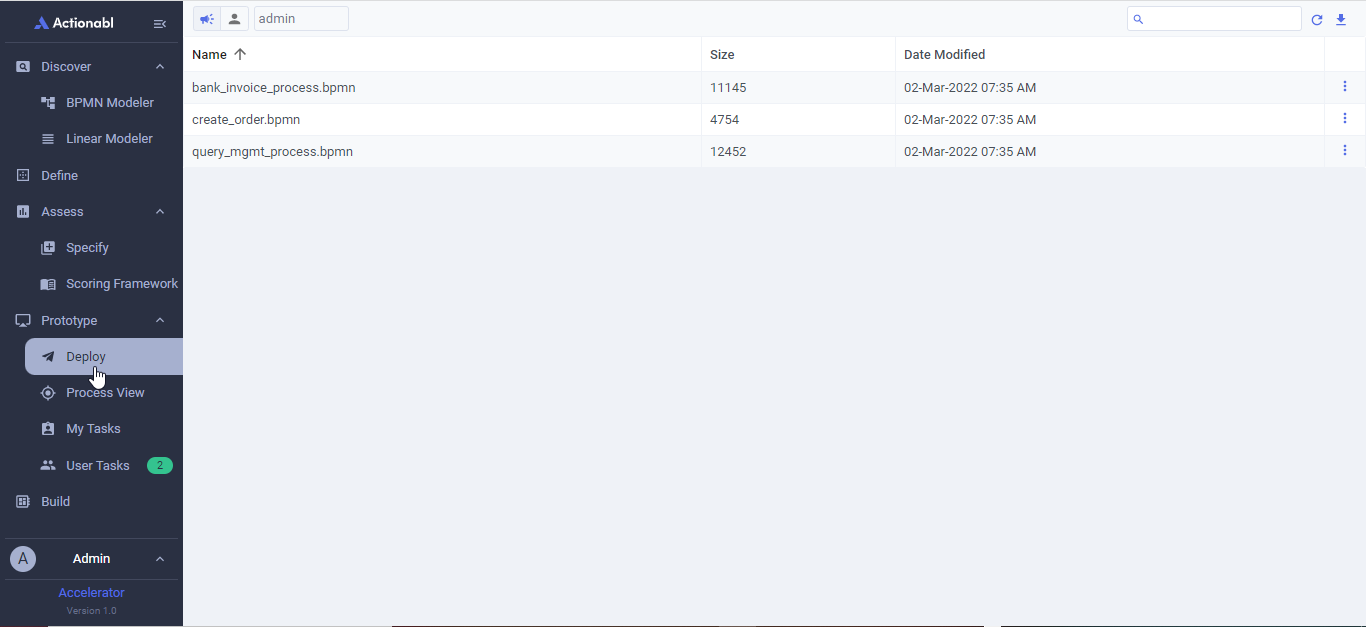 Actionabl
Discover
BPMN Modeler
Linear Modeler
Define
Assess
Specify
Scoring Framework
Prototype
Deploy
Process View
My Tasks
User Tasks 2
Build
A Admin
Accelerator
Version 1.0
admin
Name Size Date Modified
bank_invoice_process.bpmn 11145 02-Mar-2022 07:35 AM
create_order.bpmn 4754 02-Mar-2022 07:35 AM
query_mgmt_process.bpmn 12452 02-Mar-2022 07:35 AM